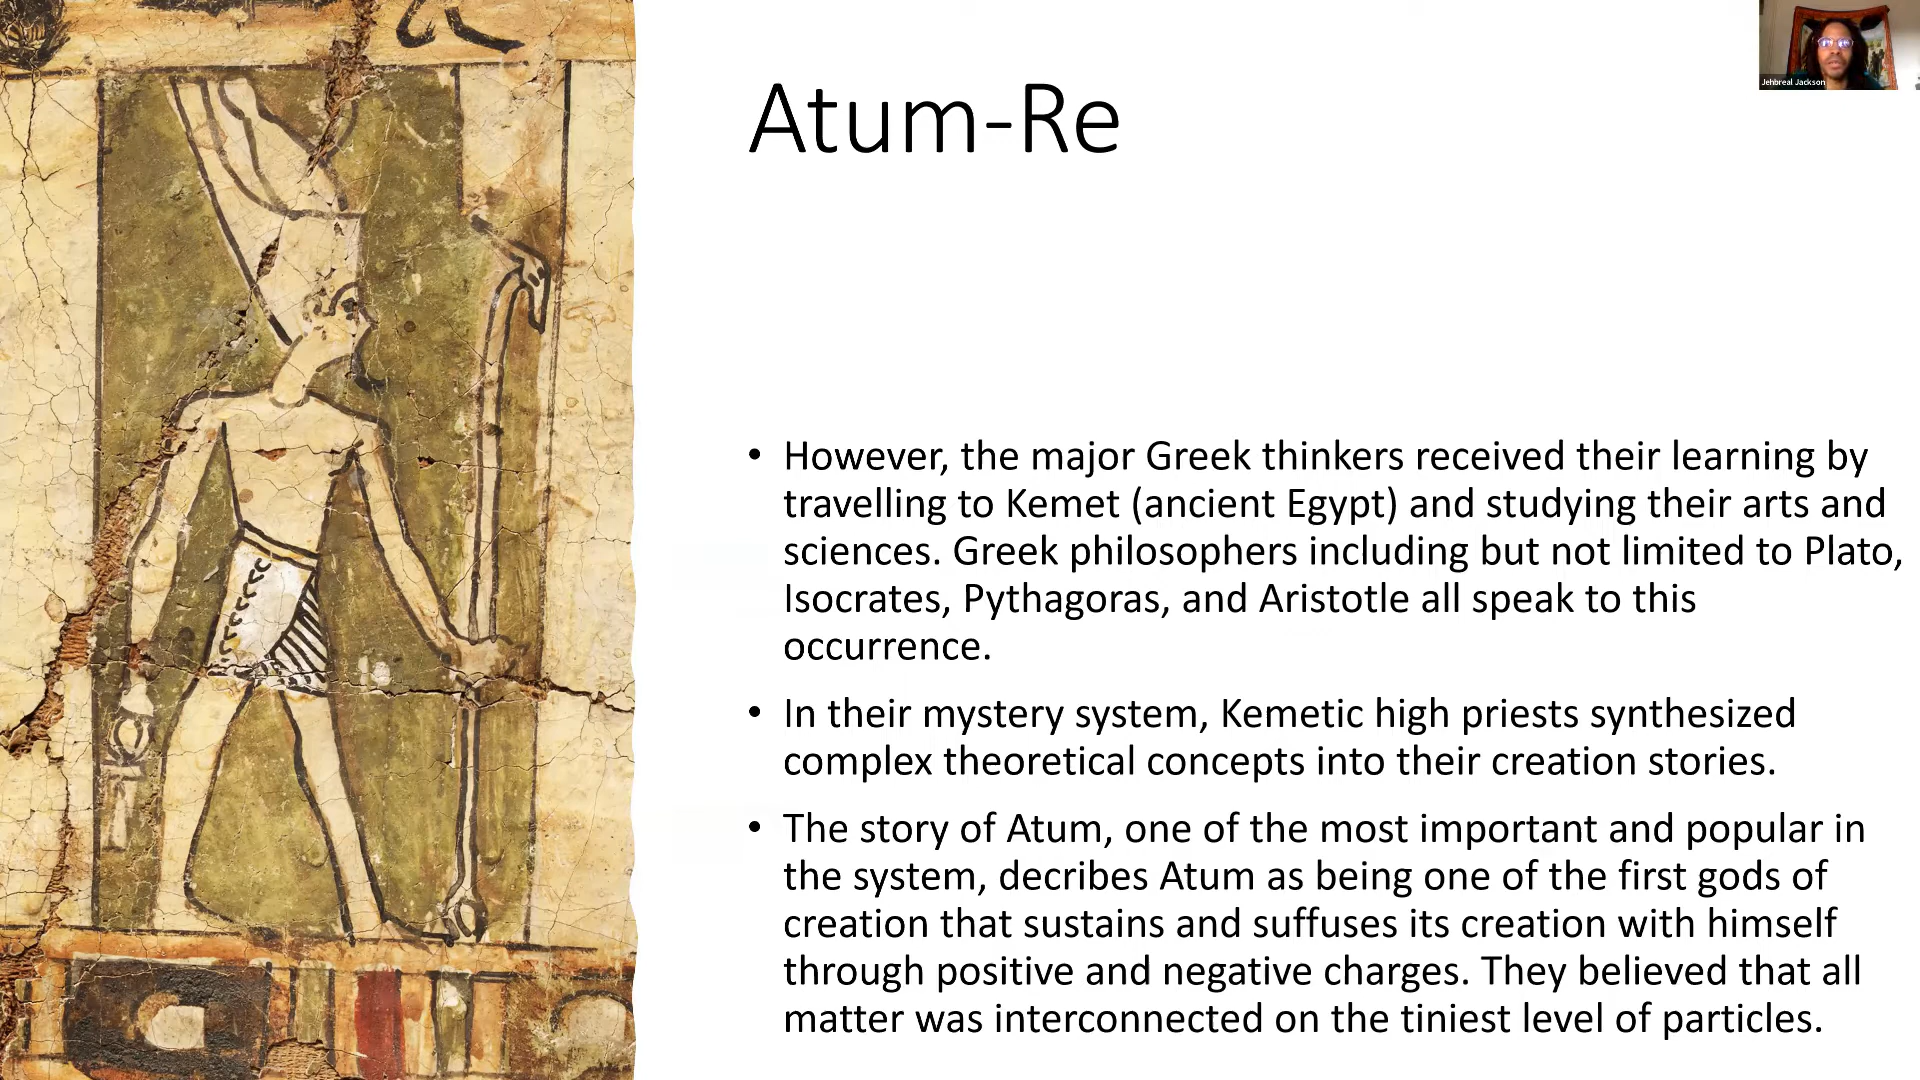 Atum-Re
Jehbreal Jackson
• However, the major Greek thinkers received their learning by
travelling to Kemet (ancient Egypt) and studying their arts and
sciences. Greek philosophers including but not limited to Plato,
Isocrates, Pythagoras, and Aristotle all speak to this
occurrence.
• In their mystery system, Kemetic high priests synthesized
complex theoretical concepts into their creation stories.
• The story of Atum, one of the most important and popular in
the system, decribes Atum as being one of the first gods of
creation that sustains and suffuses its creation with himself
through positive and negative charges. They believed that all
matter was interconnected on the tiniest level of particles.